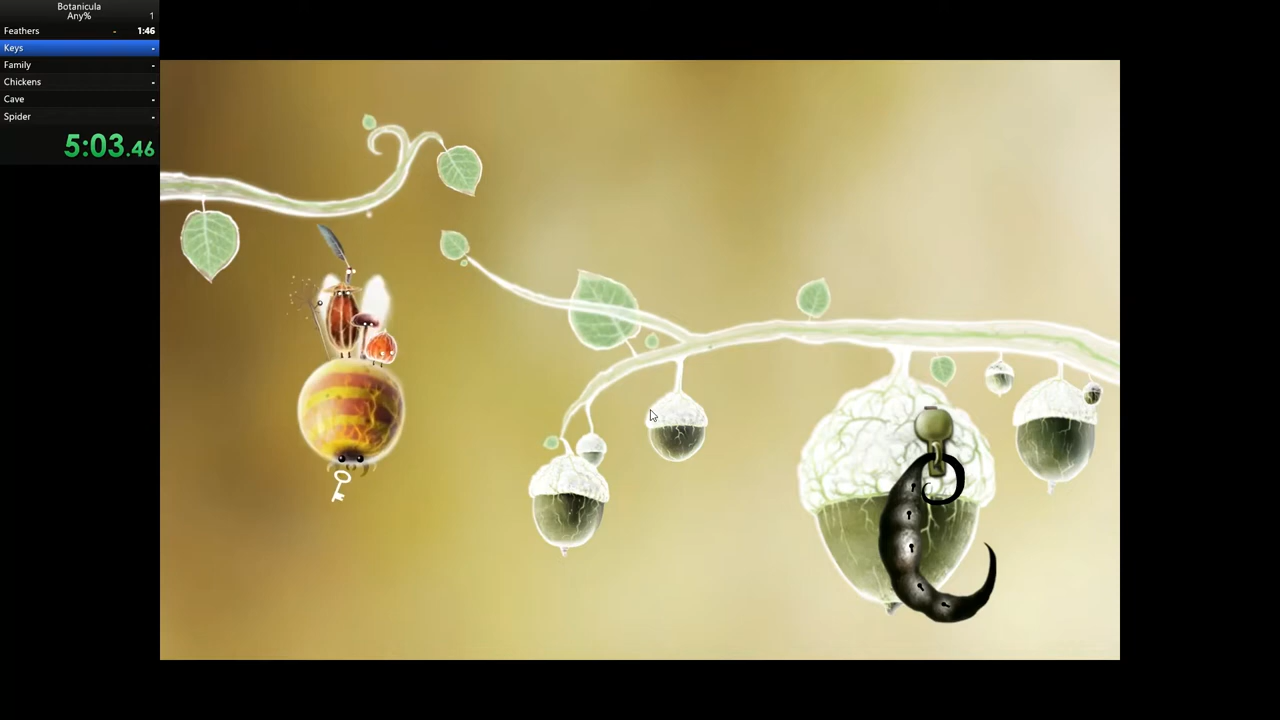 Botanicula
Any% 1
Feathers - 1:46
Keys -
Family -
Chickens -
Cave -
Spider -
5:03.46